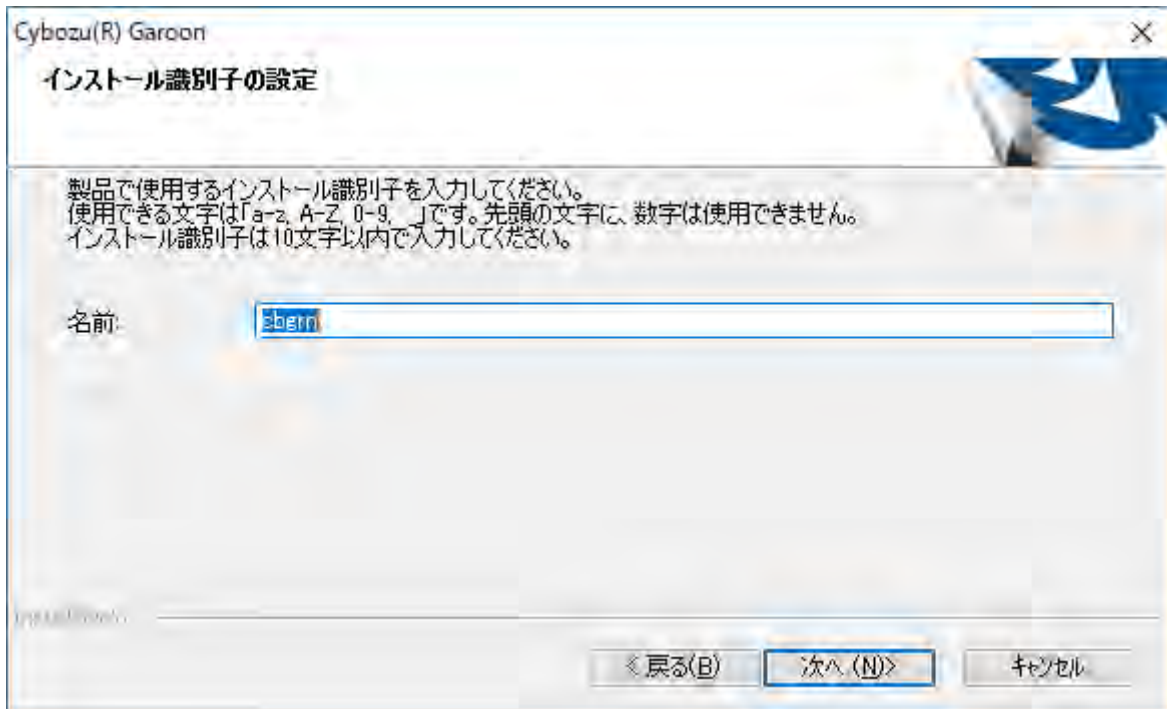 Cybozu(R) Garoon
インストール識別子の設定
製品で使用するインストール識別子を入力してください。
使用できる文字は「a-z, A-Z, 0-9, _」です。先頭の文字に、数字は使用できません。
インストール識別子は10文字以内で入力してください。
名前:
cbgrn
< 戻る(B)
次へ (N)>
キャンセル